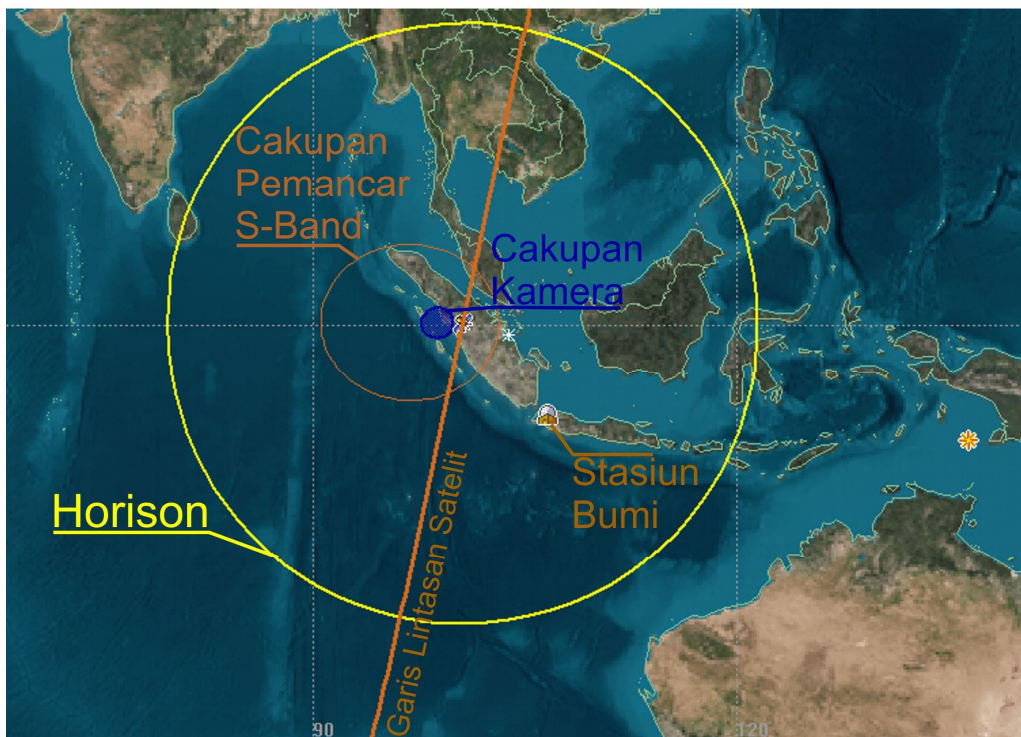 Cakupan
Pemancar
S-Band
Cakupan
Kamera
Stasiun
Bumi
Horison
Garis Lintasan Satelit
90
120